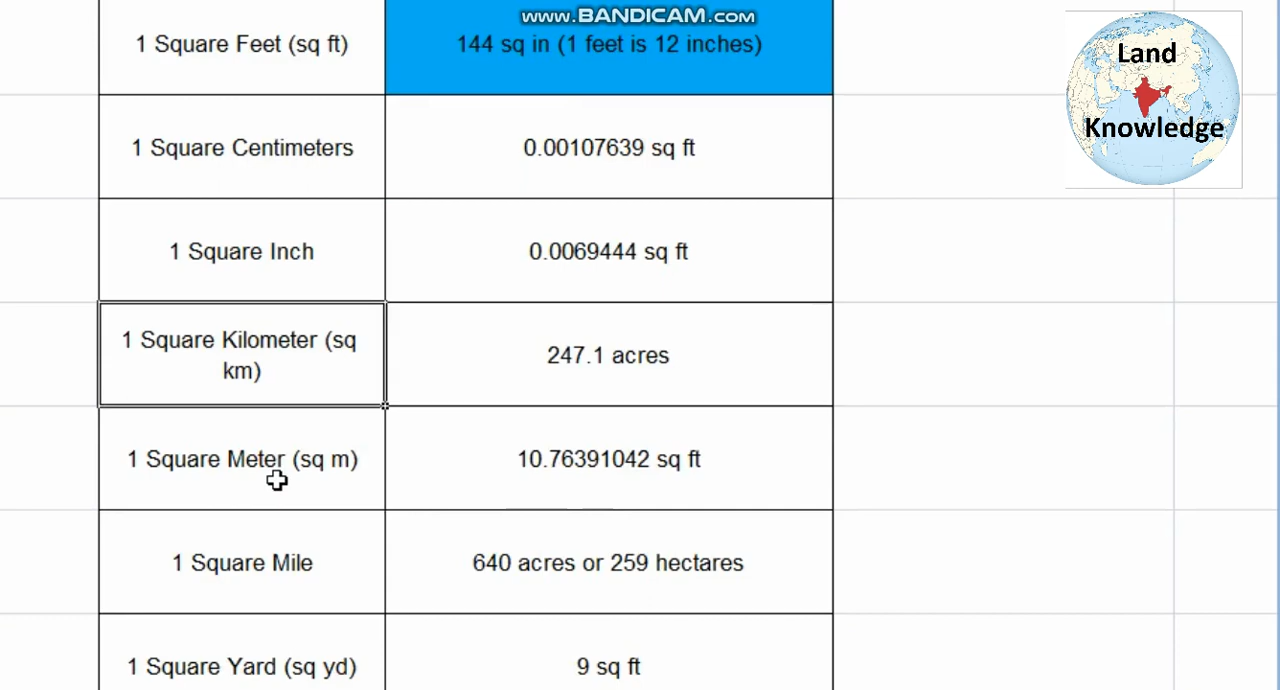 www.BANDICAM.com
1 Square Feet (sq ft)
144 sq in (1 feet is 12 inches)
Land
Knowledge
1 Square Centimeters
0.00107639 sq ft
1 Square Inch
0.0069444 sq ft
1 Square Kilometer (sq
km)
247.1 acres
1 Square Meter (sq m)
10.76391042 sq ft
1 Square Mile
640 acres or 259 hectares
1 Square Yard (sq yd)
9 sq ft